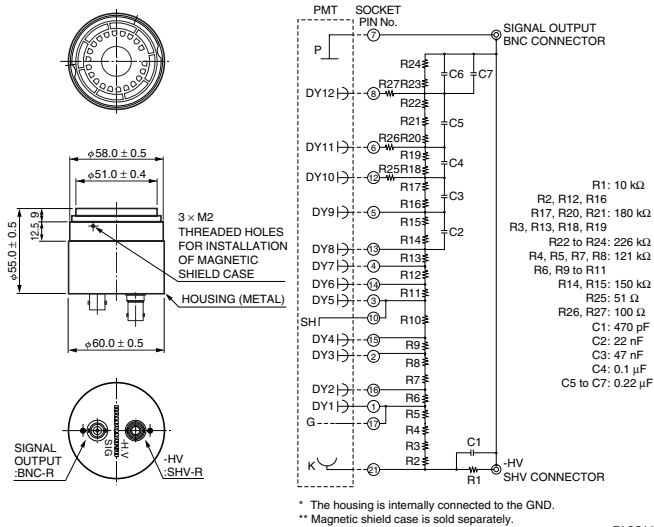 φ58.0 ± 0.5
φ51.0 ± 0.4
9
12.5
φ55.0 ± 0.5
3 × M2
THREADED HOLES
FOR INSTALLATION
OF MAGNETIC
SHIELD CASE
HOUSING (METAL)
φ60.0 ± 0.5
SIG
-H.V
SIGNAL
OUTPUT
:BNC-R
-HV
:SHV-R
PMT
SOCKET
PIN No.
SIGNAL OUTPUT
BNC CONNECTOR
P
7
R24
C6
C7
DY12
8
R27
R23
R22
R21
C5
DY11
6
R26
R20
R19
C4
DY10
12
R25
R18
R17
C3
R16
DY9
5
R15
C2
R14
DY8
13
R13
DY7
4
R12
DY6
14
DY5
3
R11
SH
10
R10
DY4
15
R9
DY3
2
R8
R7
DY2
16
R6
DY1
1
R5
G
17
R4
R3
C1
K
21
R2
R1
-HV
SHV CONNECTOR
R1: 10 kΩ
R2, R12, R16
R17, R20, R21: 180 kΩ
R3, R13, R18, R19
R22 to R24: 226 kΩ
R4, R5, R7, R8: 121 kΩ
R6, R9 to R11
R14, R15: 150 kΩ
R25: 51 Ω
R26, R27: 100 Ω
C1: 470 pF
C2: 22 nF
C3: 47 nF
C4: 0.1 μF
C5 to C7: 0.22 μF
* The housing is internally connected to the GND.
** Magnetic shield case is sold separately.